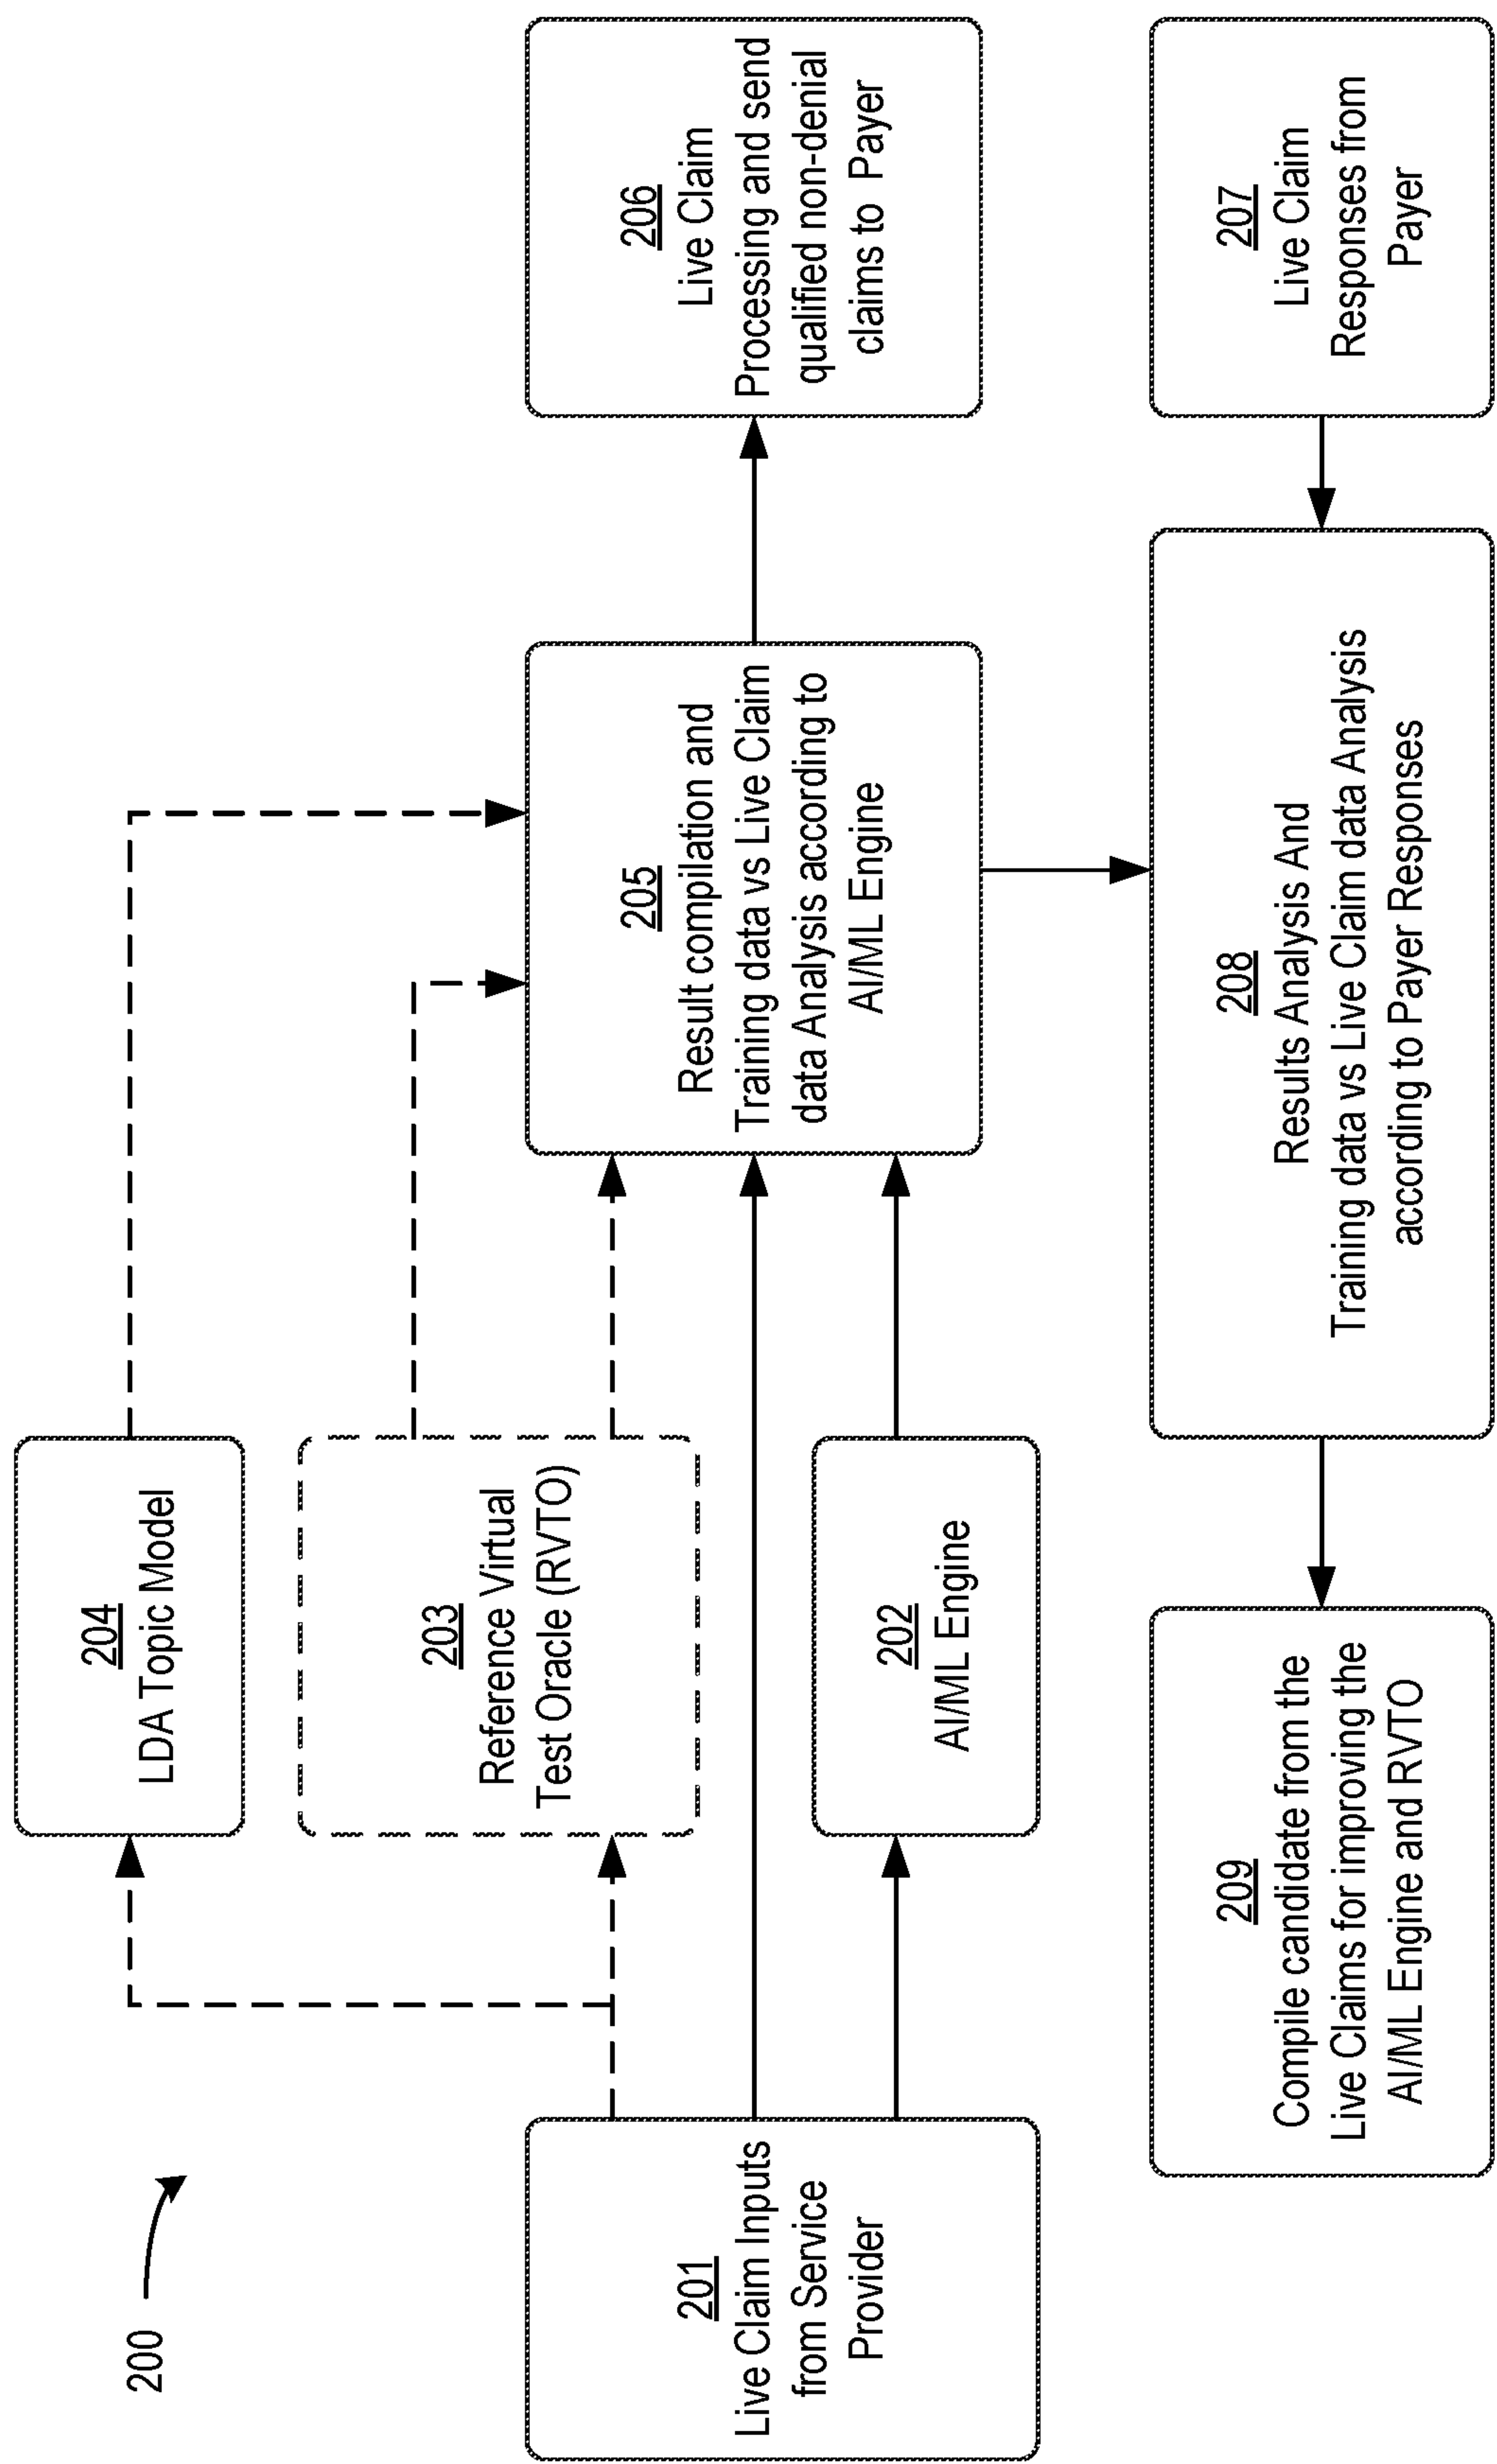 200
201
Live Claim Inputs
from Service
Provider
204
LDA Topic Model
203
Reference Virtual
Test Oracle (RVTO)
202
AI/ML Engine
205
Result compilation and
Training data vs Live Claim
data Analysis according to
AI/ML Engine
206
Live Claim
Processing and send
qualified non-denial
claims to Payer
209
Compile candidate from the
Live Claims for improving the
AI/ML Engine and RVTO
208
Results Analysis And
Training data vs Live Claim data Analysis
according to Payer Responses
207
Live Claim
Responses from
Payer